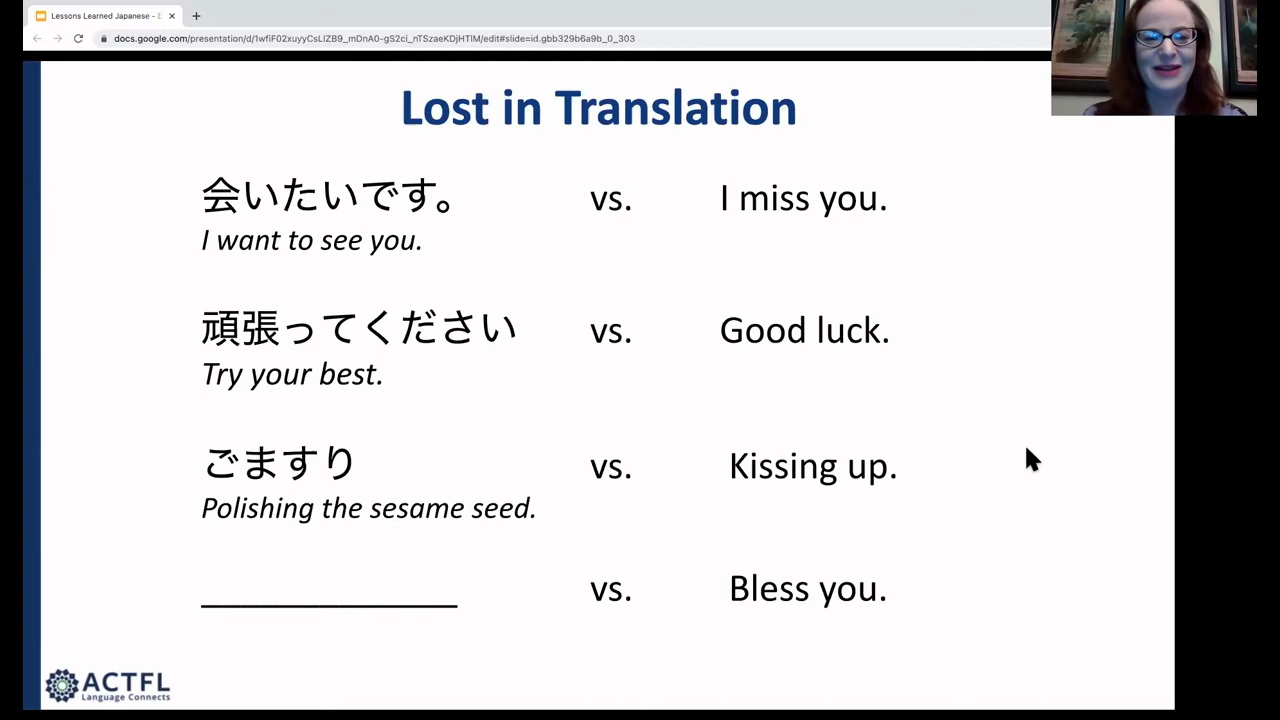 Lessons Learned Japanese - E
docs.google.com/presentation/d/1wfiF02xuyyCsLIZB9_mDnA0-gS2ci_nTSzaeKDjHTlM/edit#slide=id.gbb329b6a9b_0_303
Lost in Translation
会いたいです。 vs. I miss you.
I want to see you.
頑張ってください vs. Good luck.
Try your best.
ごますり vs. Kissing up.
Polishing the sesame seed.
______________ vs. Bless you.
ACTFL
Language Connects